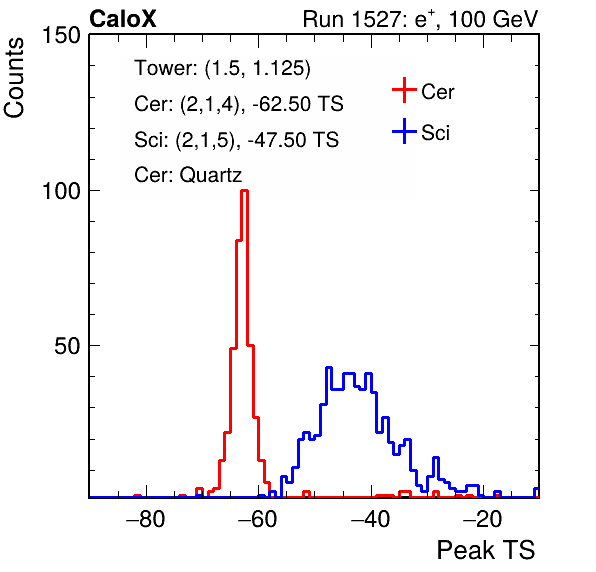 CaloX Run 1527: e⁺, 100 GeV
150
Counts
Tower: (1.5, 1.125)
Cer: (2,1,4), -62.50 TS
Sci: (2,1,5), -47.50 TS
Cer: Quartz
Cer
Sci
100
50
−80 −60 −40 −20
Peak TS